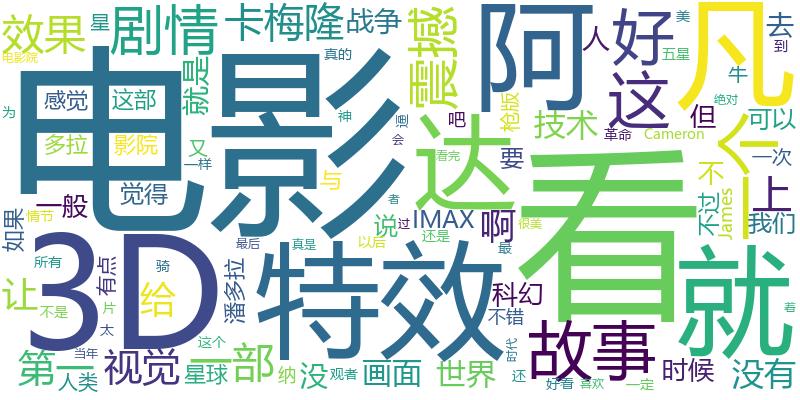 电影
看
3D
特效
阿
凡
达
就
个
这
故事
好
剧情
震撼
效果
卡梅隆
战争
人
去
星
到
美
五星
牛
绝对
可以
一次
但
技术
革命
Cameron
枪版
吧
要
不
不过
James
上
我们
没有
时候
世界
画面
科幻
不错
IMAX
啊
说
过
还是
最
以后
真是
与
会
者
看完
很美
神
通
真的
就是
又
一样
影院
这部
感觉
多拉
觉得
电影院
为
一般
如果
情节
所有
让
不是
有点
片
太
给
骑
潘多拉
最后
第一
人类
当年
视觉
星球
这个
一部
纳
没
观者
还
时代
好看
喜欢
一定
着